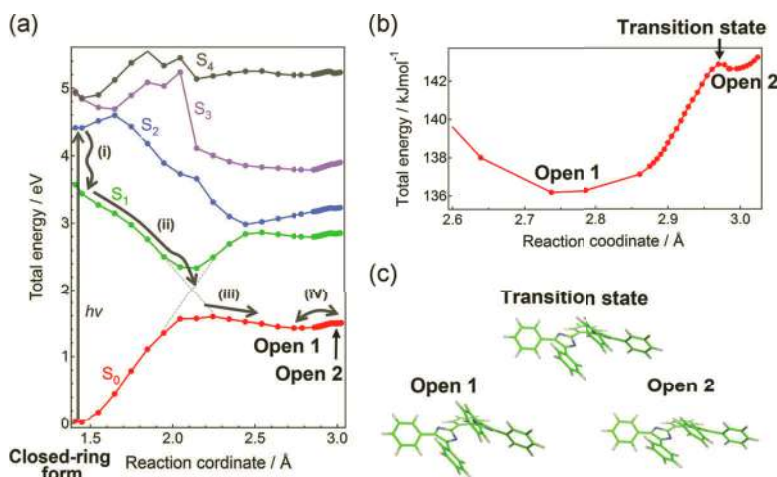 (a)
S4
S3
S2
S1
S0
(i)
(ii)
(iii)
(iv)
hν
Open 1
Open 2
Total energy / eV
5
4
3
2
1
0
1.5
2.0
2.5
3.0
Closed-ring
form
Reaction cordinate / Å
(b)
Transition state
Open 2
Open 1
Total energy / kJmol⁻¹
142
140
138
136
2.6
2.7
2.8
2.9
3.0
Reaction coodinate / Å
(c)
Transition state
Open 1
Open 2